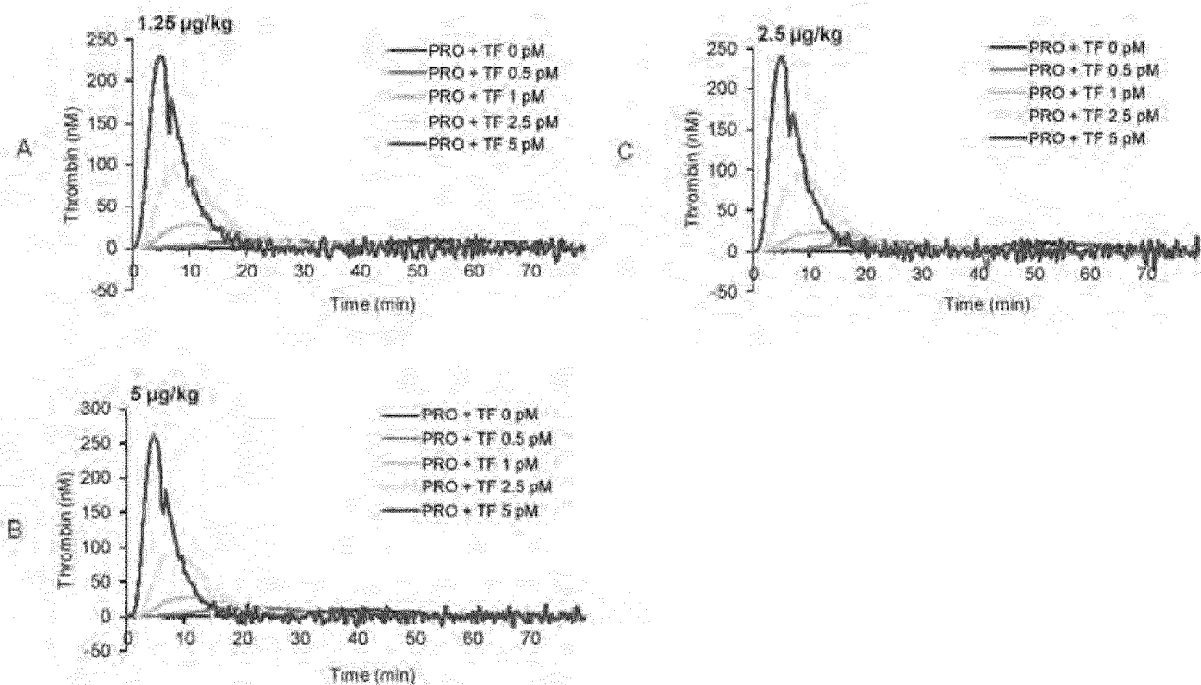 A
1.25 µg/kg
Thrombin (nM)
250
200
150
100
50
0
-50
0
10
20
30
40
50
60
70
Time (min)
PRO + TF 0 pM
PRO + TF 0.5 pM
PRO + TF 1 pM
PRO + TF 2.5 pM
PRO + TF 5 pM
C
2.5 µg/kg
Thrombin (nM)
250
200
150
100
50
0
-50
0
10
20
30
40
50
60
70
Time (min)
PRO + TF 0 pM
PRO + TF 0.5 pM
PRO + TF 1 pM
PRO + TF 2.5 pM
PRO + TF 5 pM
B
5 µg/kg
Thrombin (nM)
300
250
200
150
100
50
0
-50
0
10
20
30
40
50
60
70
Time (min)
PRO + TF 0 pM
PRO + TF 0.5 pM
PRO + TF 1 pM
PRO + TF 2.5 pM
PRO + TF 5 pM